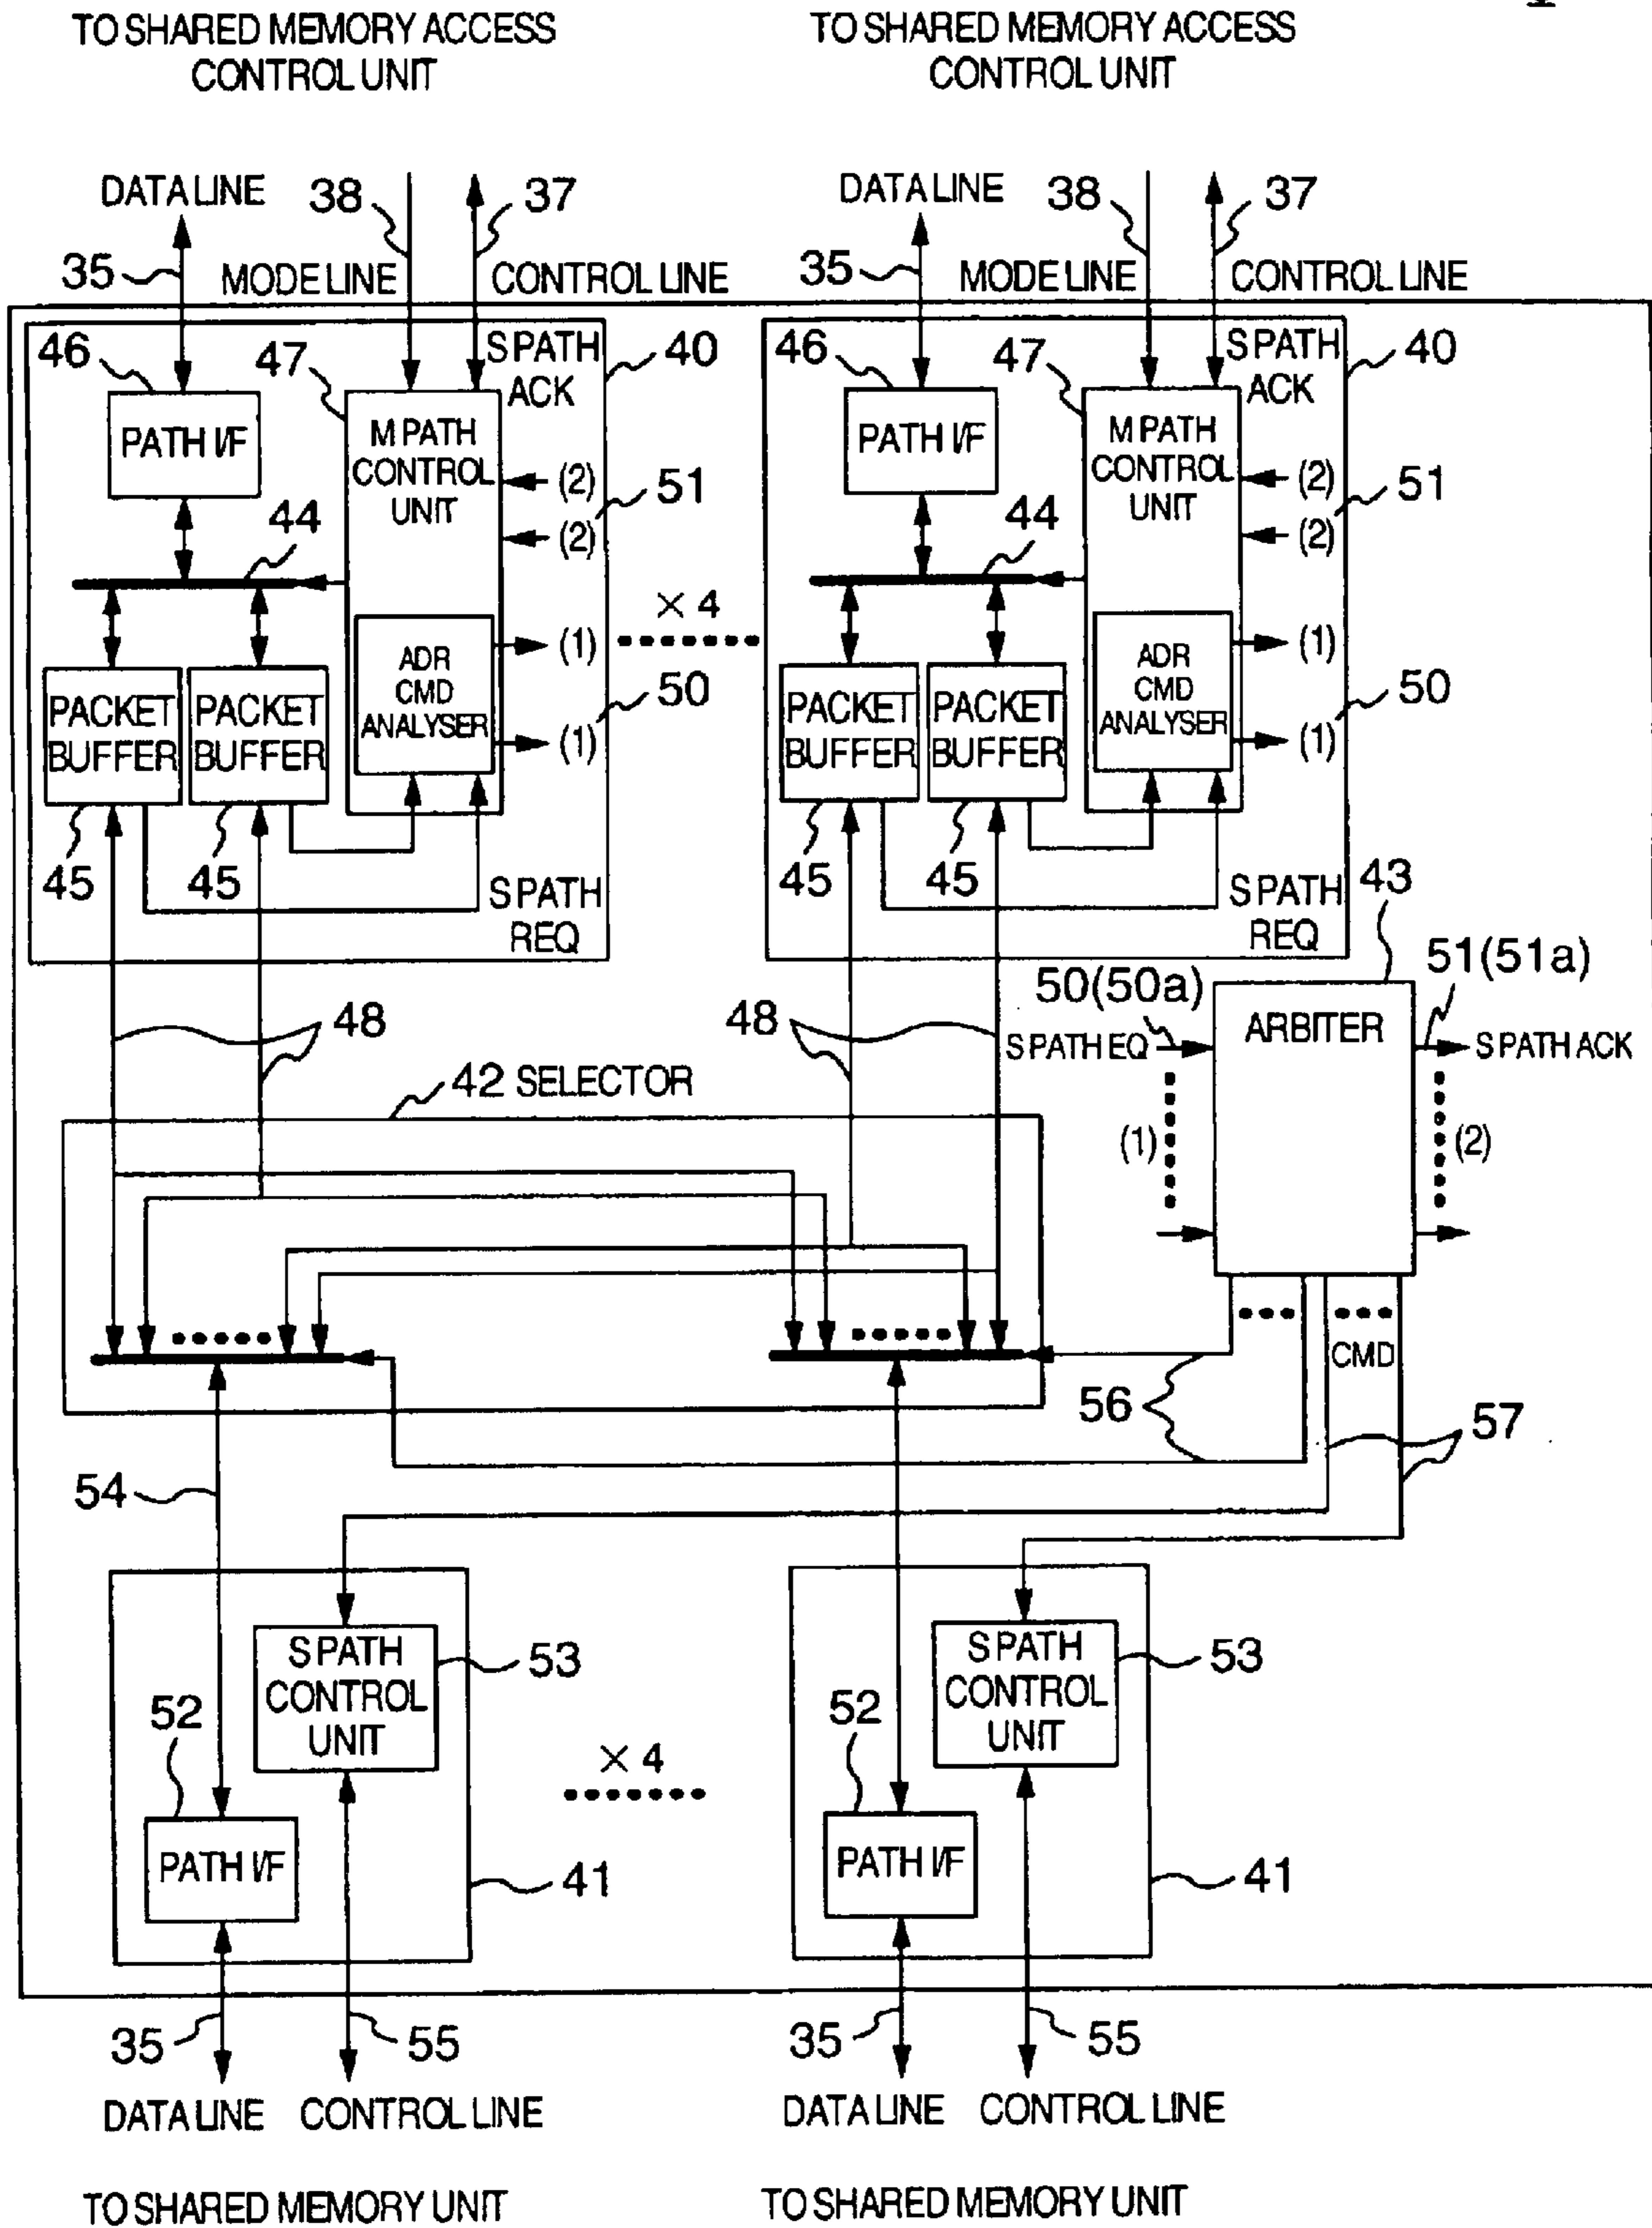 TO SHARED MEMORY ACCESS
CONTROL UNIT
TO SHARED MEMORY ACCESS
CONTROL UNIT
DATA LINE
38
37
DATA LINE
38
37
35
MODE LINE
CONTROL LINE
35
MODE LINE
CONTROL LINE
46
47
S PATH
ACK
40
46
47
S PATH
ACK
40
PATH I/F
M PATH
CONTROL
UNIT
(2)
51
(2)
PATH I/F
M PATH
CONTROL
UNIT
(2)
51
(2)
44
44
× 4
PACKET
BUFFER
PACKET
BUFFER
ADR
CMD
ANALYSER
(1)
50
(1)
PACKET
BUFFER
PACKET
BUFFER
ADR
CMD
ANALYSER
(1)
50
(1)
45
45
S PATH
REQ
45
45
S PATH
REQ
43
48
48
50(50a)
51(51a)
S PATH EQ
ARBITER
S PATH ACK
42 SELECTOR
(1)
(2)
CMD
56
57
54
S PATH
CONTROL
UNIT
53
S PATH
CONTROL
UNIT
53
52
52
× 4
PATH I/F
41
PATH I/F
41
35
55
35
55
DATA LINE
CONTROL LINE
DATA LINE
CONTROL LINE
TO SHARED MEMORY UNIT
TO SHARED MEMORY UNIT